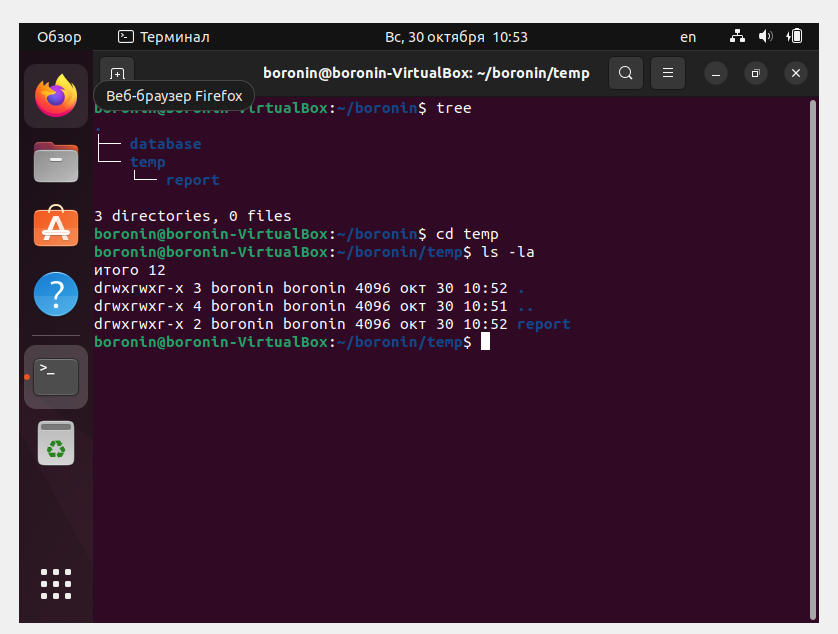 Обзор Терминал Вс, 30 октября 10:53 en
boronin@boronin-VirtualBox: ~/boronin/temp
Веб-браузер Firefox
boronin@boronin-VirtualBox:~/boronin$ tree
.
├── database
└── temp
    └── report

3 directories, 0 files
boronin@boronin-VirtualBox:~/boronin$ cd temp
boronin@boronin-VirtualBox:~/boronin/temp$ ls -la
итого 12
drwxrwxr-x 3 boronin boronin 4096 окт 30 10:52 .
drwxrwxr-x 4 boronin boronin 4096 окт 30 10:51 ..
drwxrwxr-x 2 boronin boronin 4096 окт 30 10:52 report
boronin@boronin-VirtualBox:~/boronin/temp$